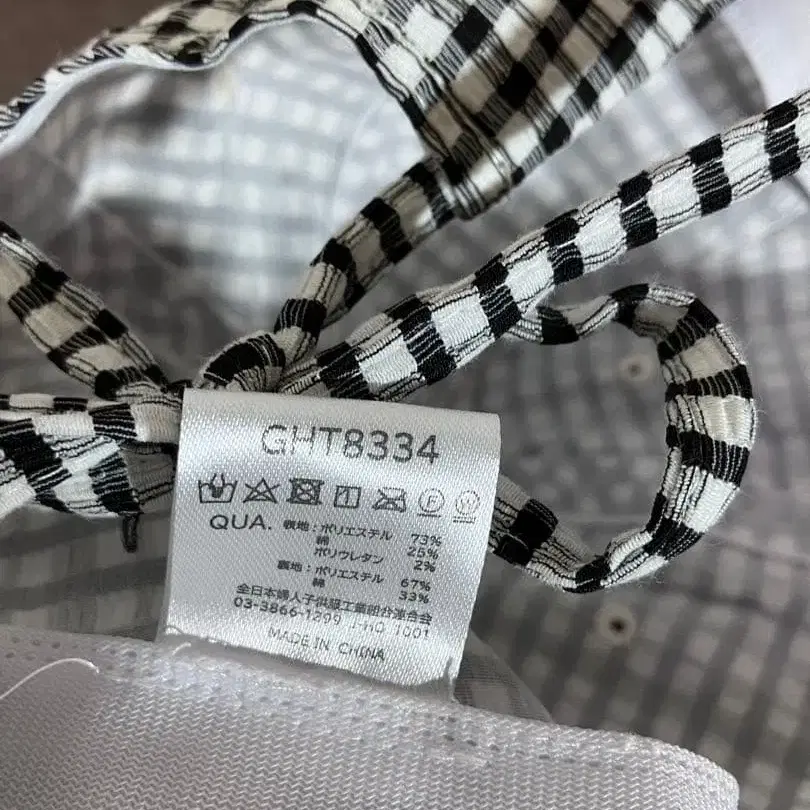 GHT8334
QUA. 表地:ポリエステル 73%
綿 25%
ポリウレタン 2%
裏地:ポリエステル 67%
綿 33%
全日本婦人子供服工業組合連合会
03-3866-1299 J-HO 1001
MADE IN CHINA